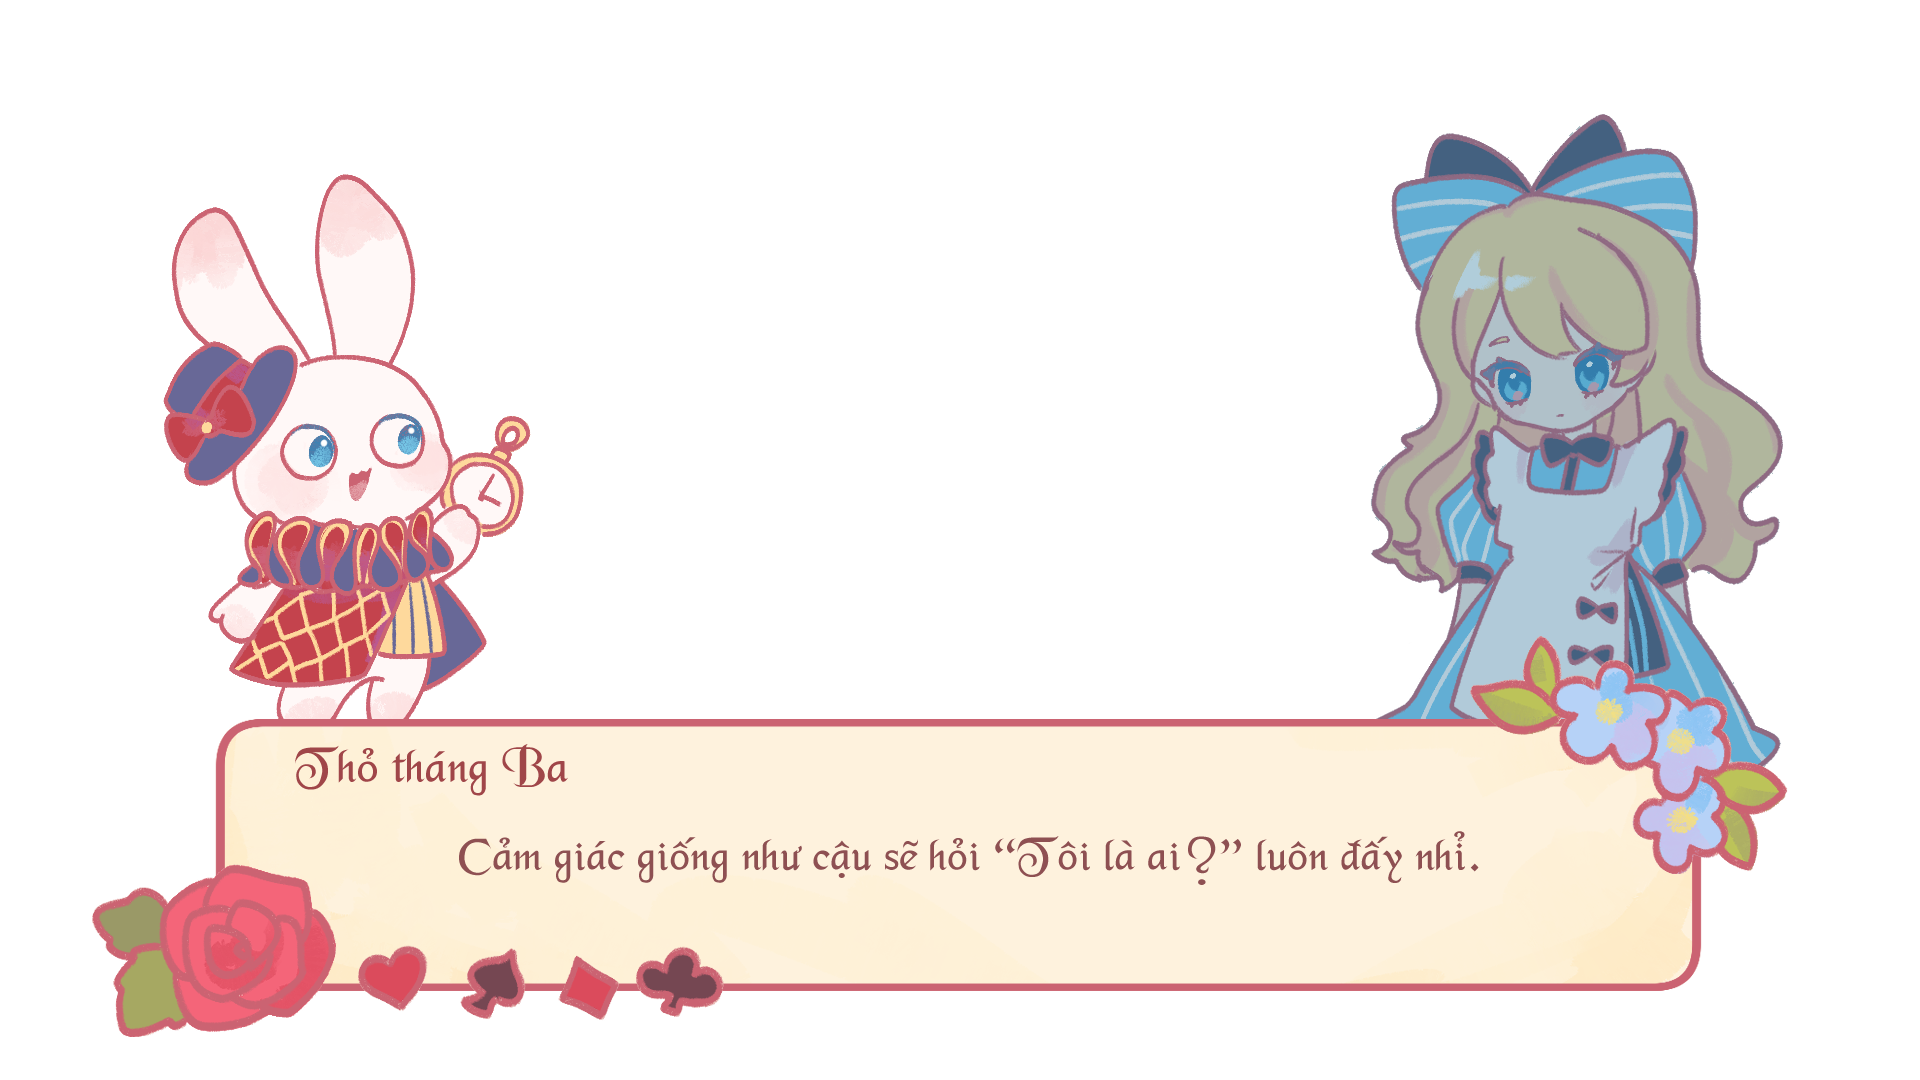 Thỏ tháng Ba
Cảm giác giống như cậu sẽ hỏi “Tôi là ai?” luôn đấy nhỉ.